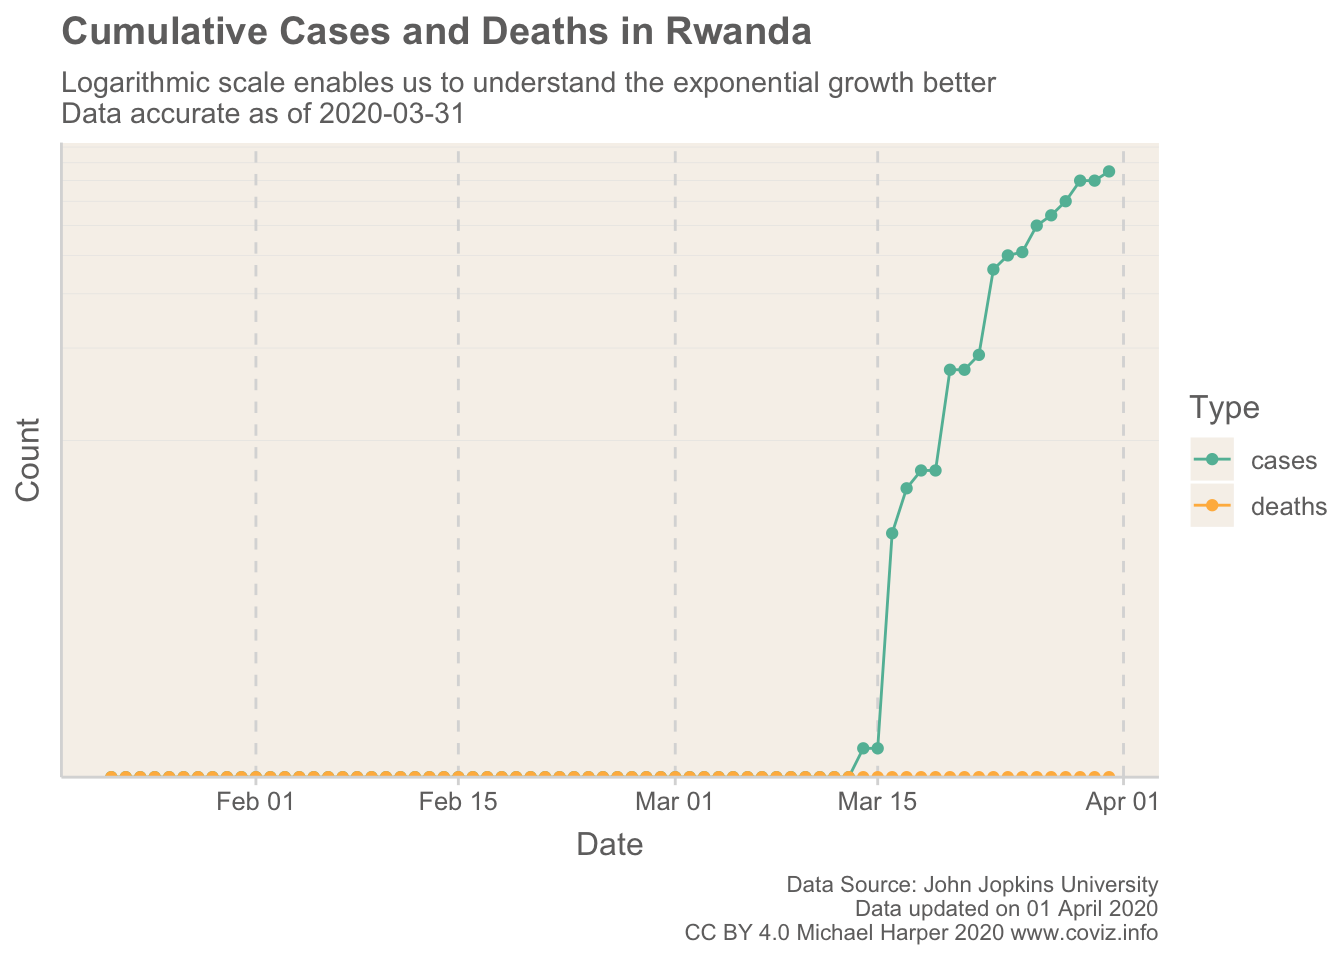 Cumulative Cases and Deaths in Rwanda
Logarithmic scale enables us to understand the exponential growth better
Data accurate as of 2020-03-31
Count
Type
cases
deaths
Feb 01
Feb 15
Mar 01
Mar 15
Apr 01
Date
Data Source: John Jopkins University
Data updated on 01 April 2020
CC BY 4.0 Michael Harper 2020 www.coviz.info